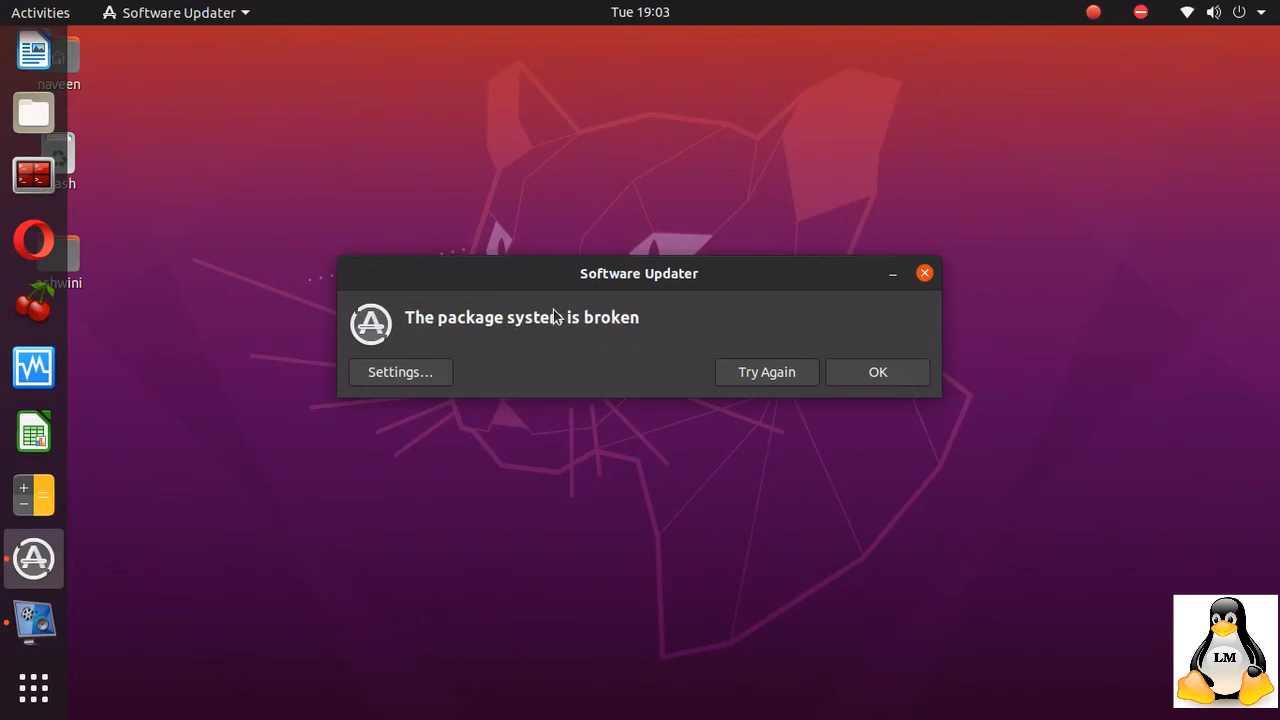 Activities
Software Updater
Tue 19:03
naveen
ash
shwini
Software Updater
The package system is broken
Settings...
Try Again
OK
LM